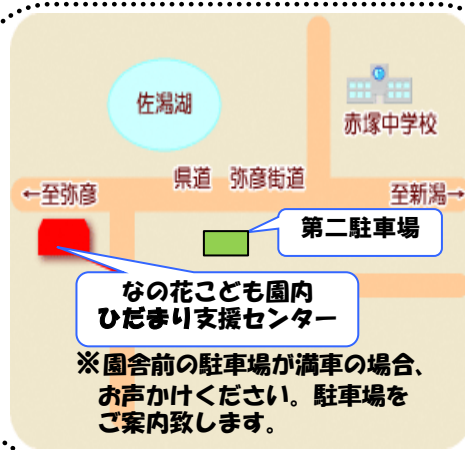 佐潟湖
赤塚中学校
県道 弥彦街道
←至弥彦
至新潟→
第二駐車場
なの花こども園内
ひだまり支援センター
※園舎前の駐車場が満車の場合、
お声かけください。駐車場を
ご案内致します。